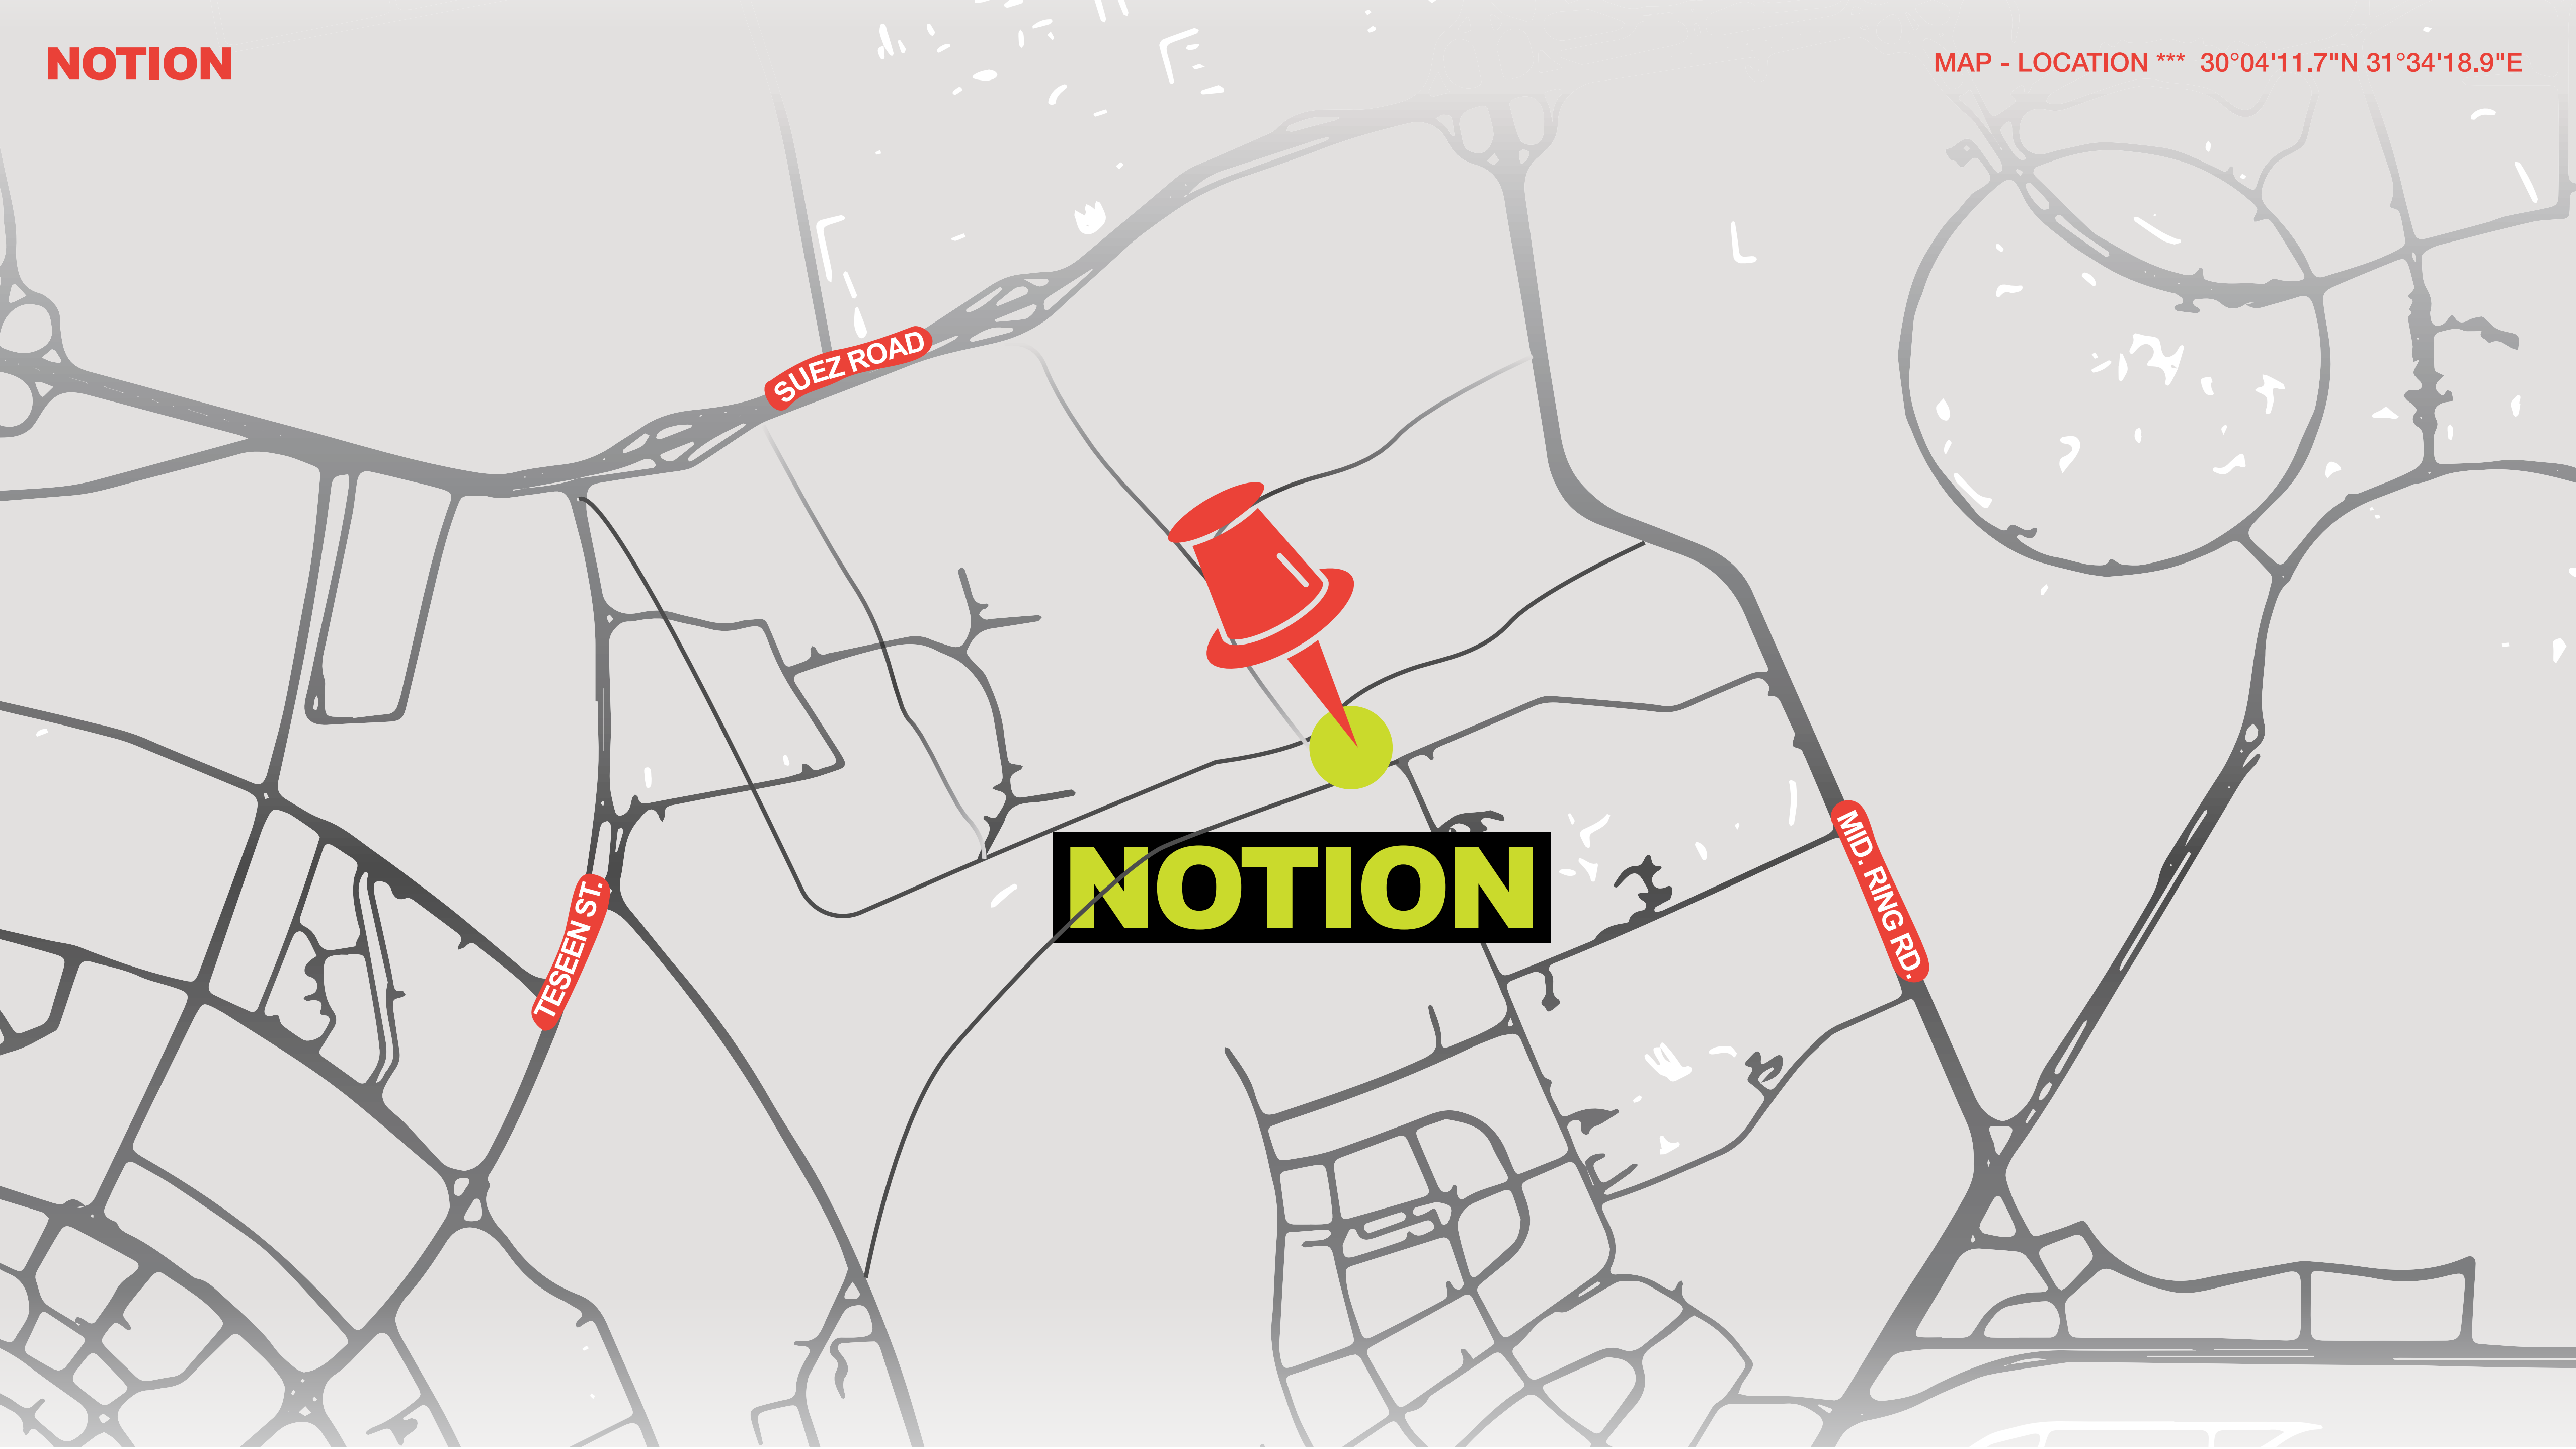 NOTION
MAP - LOCATION *** 30°04'11.7"N 31°34'18.9"E
SUEZ ROAD
NOTION
MID. RING RD.
TESEEN ST.